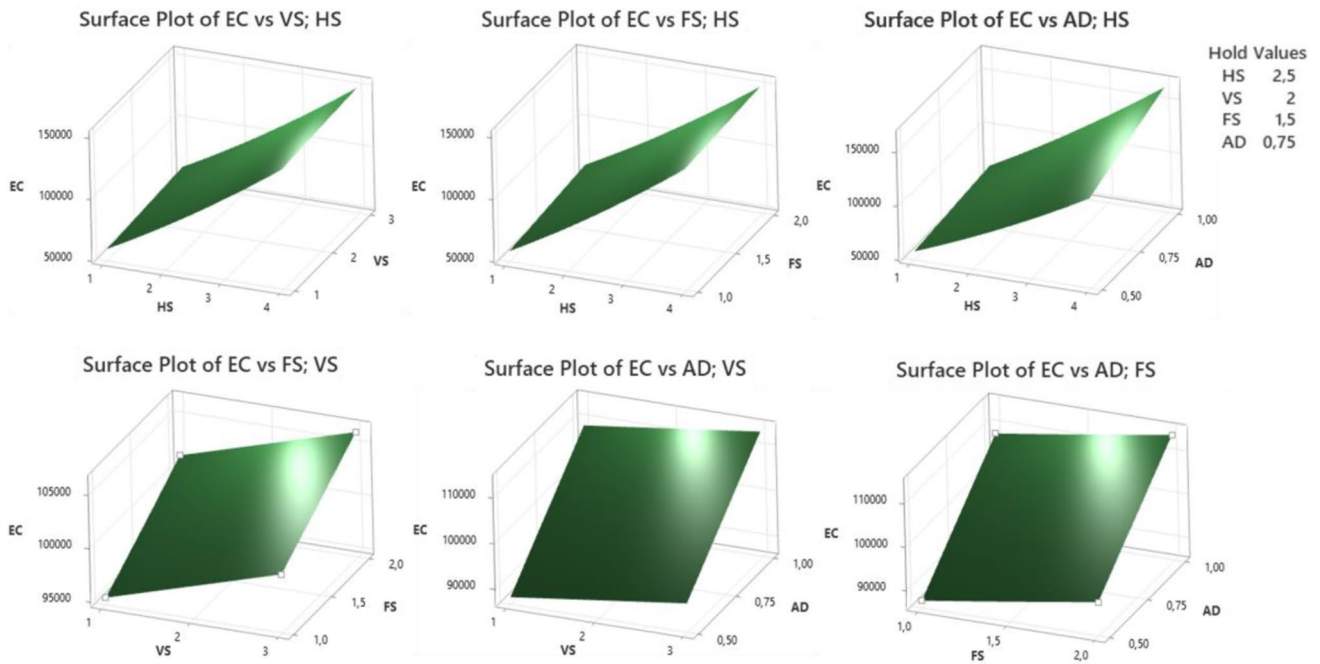 Surface Plot of EC vs VS; HS
150000
100000
50000
EC
1
2
3
4
HS
1
2
3
VS
Surface Plot of EC vs FS; HS
150000
100000
50000
EC
1
2
3
4
HS
1,0
1,5
2,0
FS
Surface Plot of EC vs AD; HS
150000
100000
50000
EC
1
2
3
4
HS
0,50
0,75
1,00
AD
Hold Values
HS 2,5
VS 2
FS 1,5
AD 0,75
Surface Plot of EC vs FS; VS
105000
100000
95000
EC
1
2
3
VS
1,0
1,5
2,0
FS
Surface Plot of EC vs AD; VS
110000
100000
90000
EC
1
2
3
VS
0,50
0,75
1,00
AD
Surface Plot of EC vs AD; FS
110000
100000
90000
EC
1,0
1,5
2,0
FS
0,50
0,75
1,00
AD